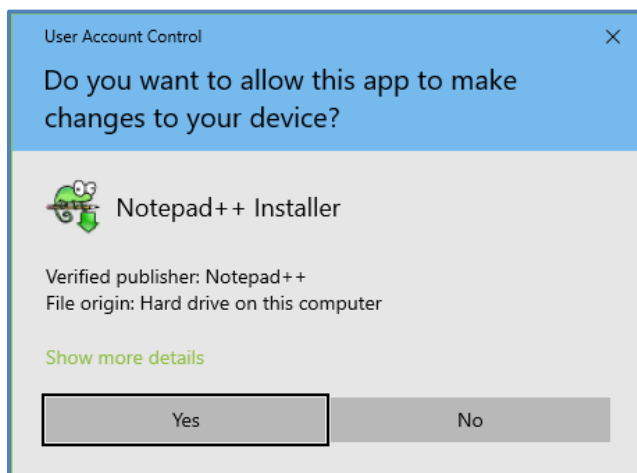 User Account Control
Do you want to allow this app to make
changes to your device?
Notepad++ Installer
Verified publisher: Notepad++
File origin: Hard drive on this computer
Show more details
Yes
No